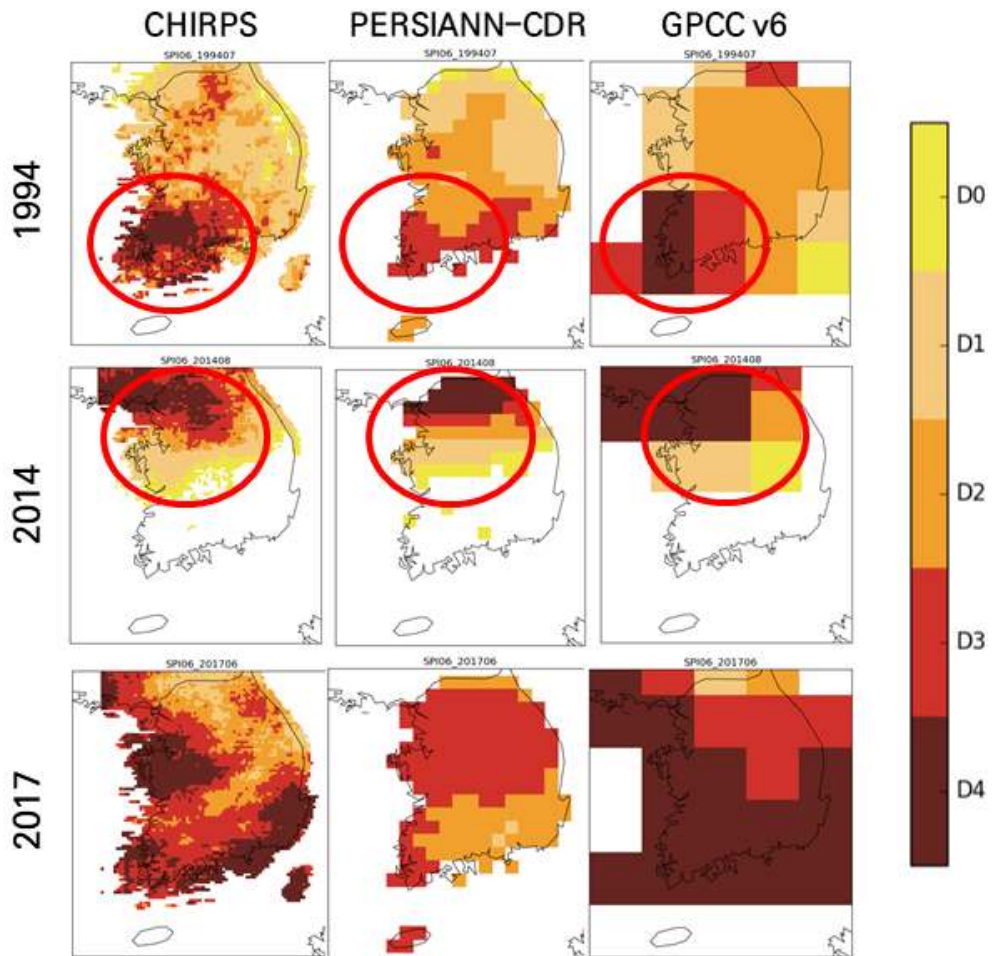 CHIRPS PERSIANN-CDR GPCC v6
SPI06_199407 SPI06_199407 SPI06_199407
1994
SPI06_201408 SPI06_201408 SPI06_201408
2014
SPI06_201706 SPI06_201706 SPI06_201706
2017
D0
D1
D2
D3
D4